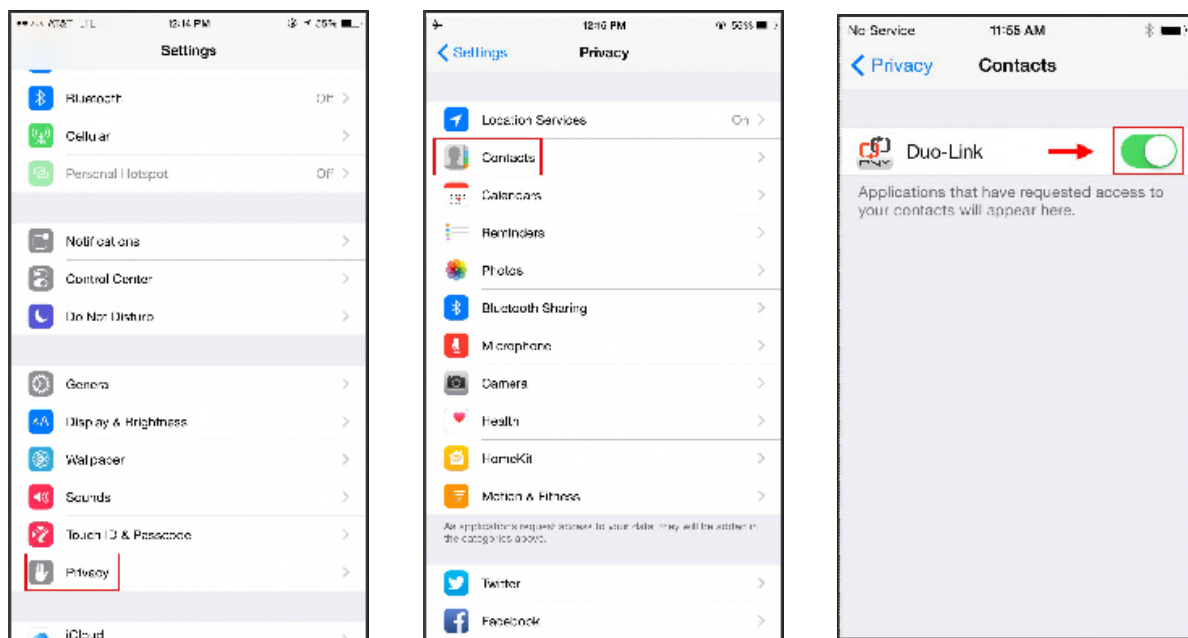 12:14 PM
Settings
Bluetooth Off
Cellular
Personal Hotspot Off
Notifications
Control Center
Do Not Disturb
General
Display & Brightness
Wallpaper
Sounds
Touch ID & Passcode
Privacy
iCloud
12:15 PM
Settings Privacy
Location Services On
Contacts
Calendars
Reminders
Photos
Bluetooth Sharing
Microphone
Camera
Health
HomeKit
Motion & Fitness
As applications request access to your data, they will be added in
the categories above.
Twitter
Facebook
No Service 11:55 AM
Privacy Contacts
Duo-Link
Applications that have requested access to
your contacts will appear here.